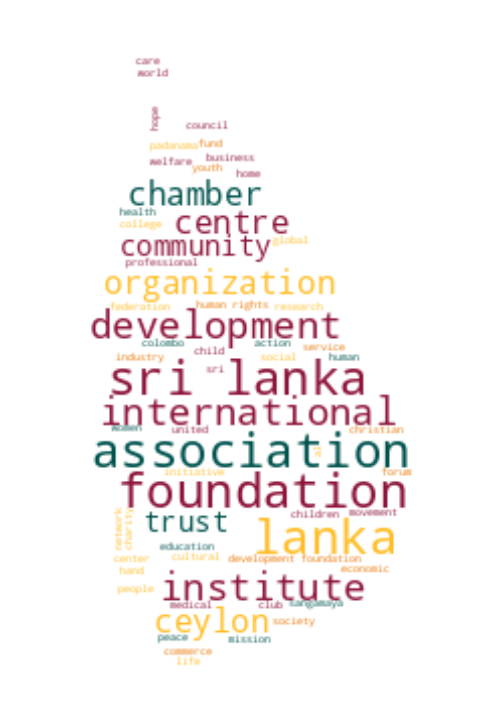 care
world
hope
council
padanama fund
welfare business
youth
home
chamber
health
college centre
community global
professional
organization
federation human rights research
development
colombo child action service
industry social human
sri
sri lanka
international
women united christian
association
al
initiative forum
foundation
network charity
children movement
trust
lanka
education
center cultural development foundation
hand economic
people institute
medical club sangamaya
ceylon society
peace mission
commerce
life